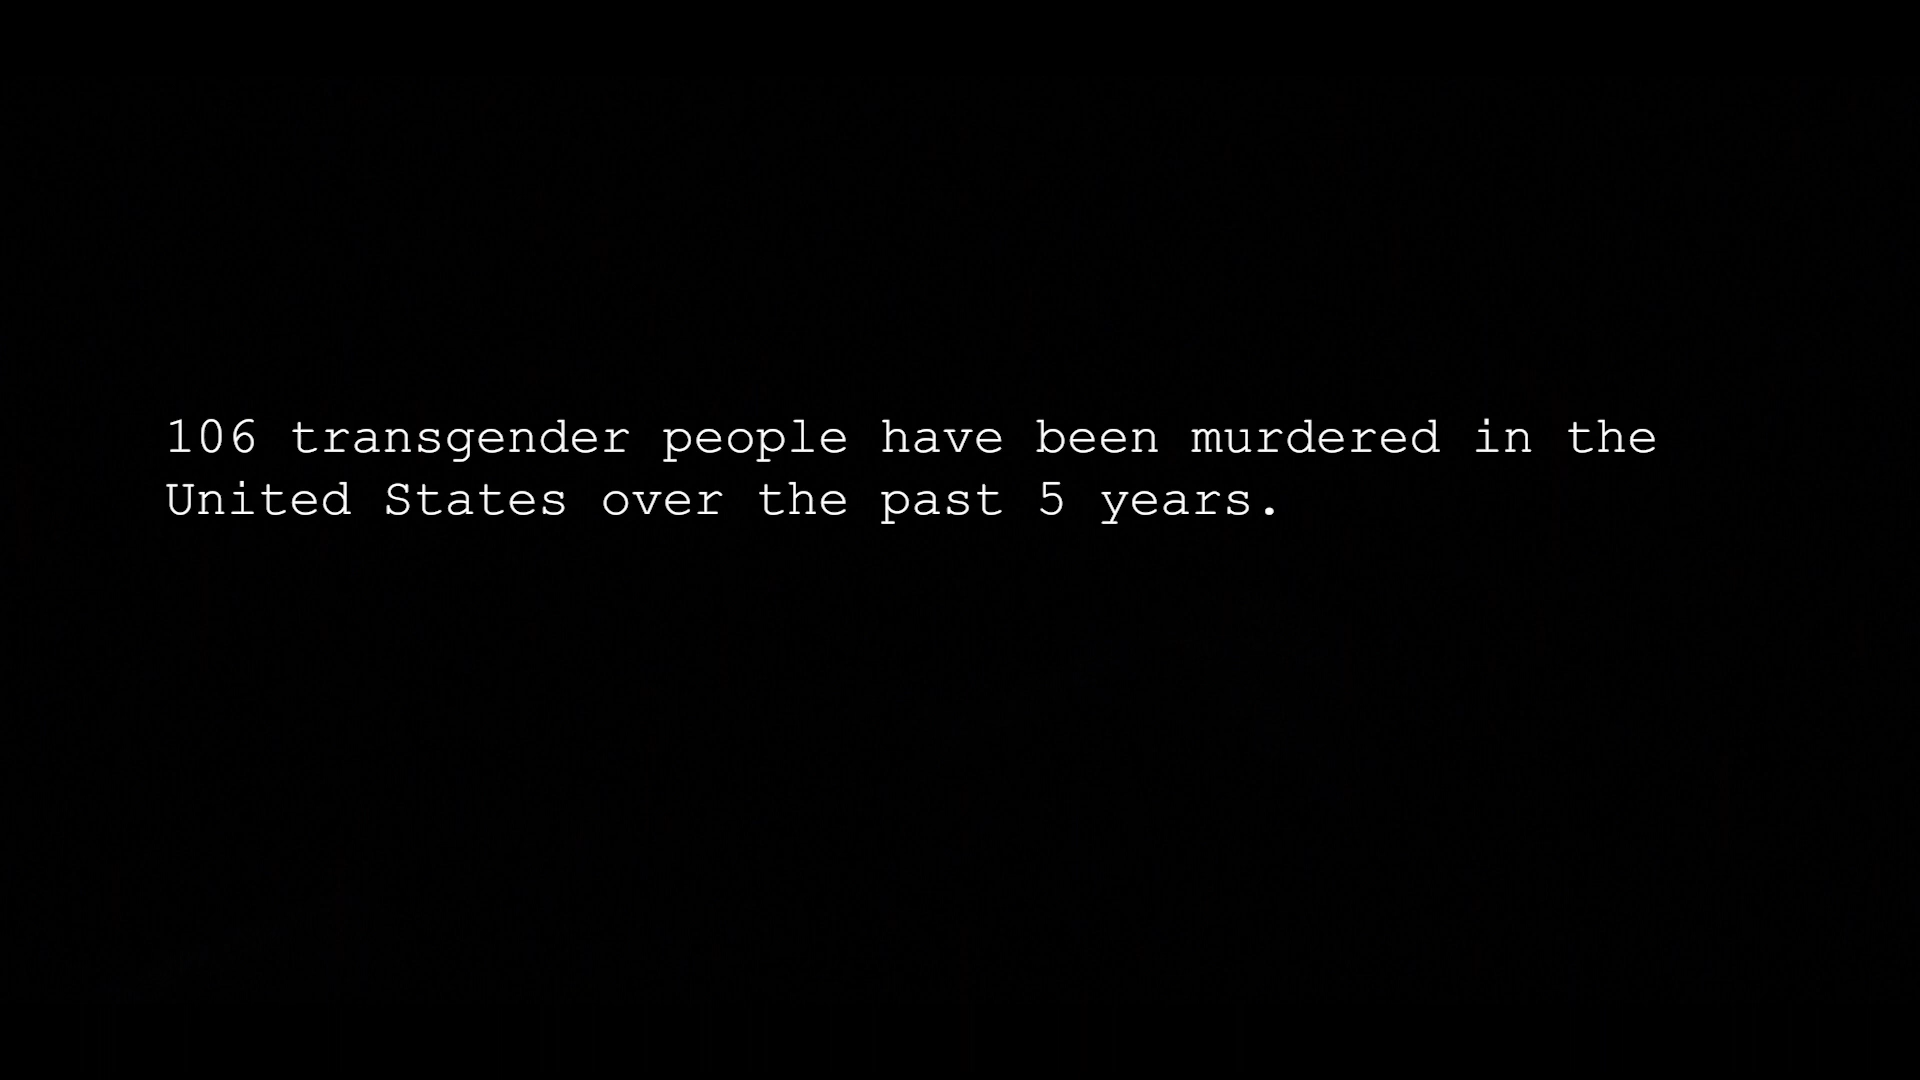 106 transgender people have been murdered in the
United States over the past 5 years.